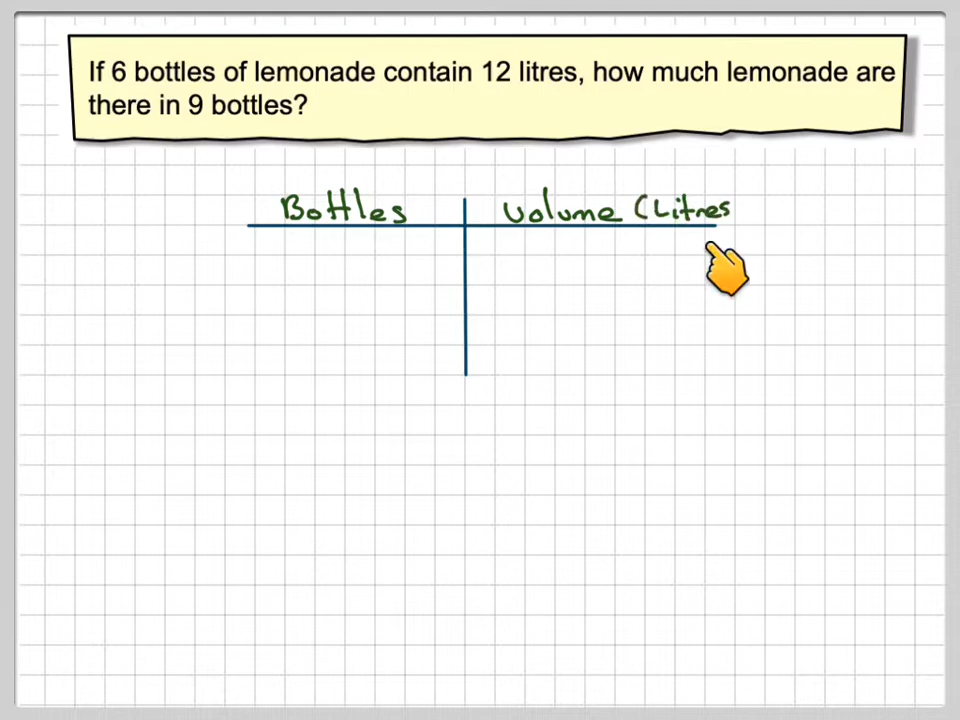 If 6 bottles of lemonade contain 12 litres, how much lemonade are
there in 9 bottles?
Bottles Volume (Litres